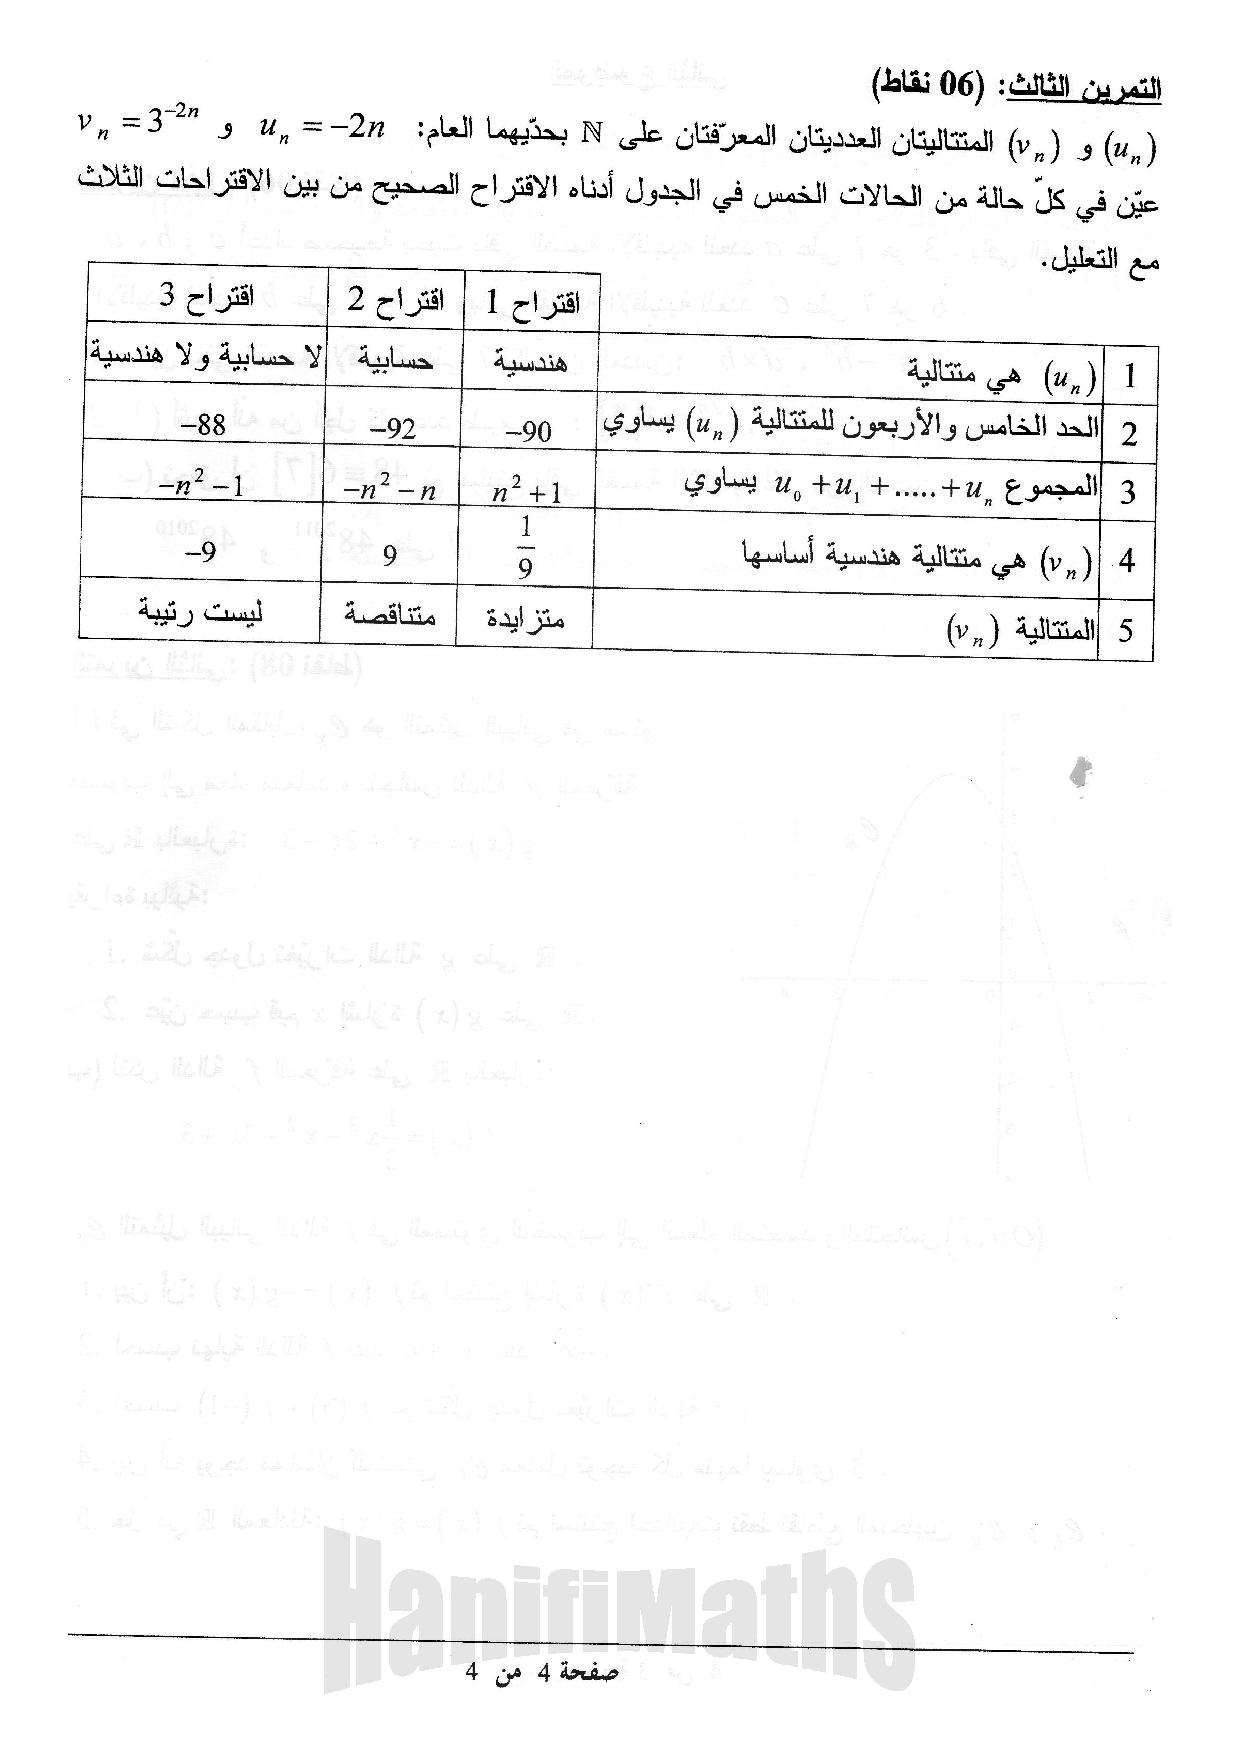 التمرين الثالث: (06 نقاط)
(uₙ) و (vₙ) المتتاليتان العدديتان المعرّفتان على ℕ بحدّيهما العام: uₙ = −2n و vₙ = 3⁻²ⁿ
عيّن في كلّ حالة من الحالات الخمس في الجدول أدناه الاقتراح الصحيح من بين الاقتراحات الثلاث
مع التعليل.
اقتراح 1 اقتراح 2 اقتراح 3
1 (uₙ) هي متتالية هندسية حسابية لا حسابية ولا هندسية
2 الحد الخامس والأربعون للمتتالية (uₙ) يساوي –90 –92 –88
3 المجموع u₀ + u₁ + ..... + uₙ يساوي n² + 1 −n² − n −n² − 1
4 (vₙ) هي متتالية هندسية أساسها 1/9 9 –9
5 المتتالية (vₙ) متزايدة متناقصة ليست رتيبة
HanifiMaths
صفحة 4 من 4